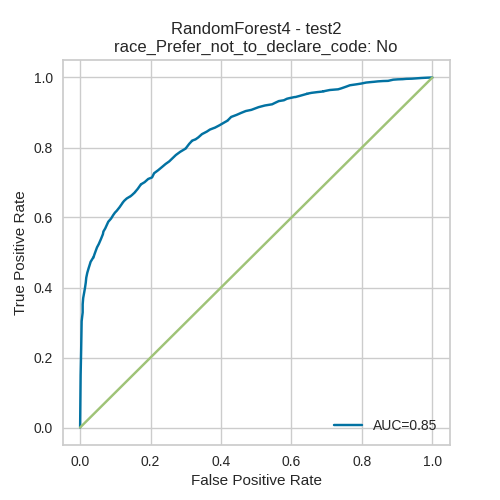 RandomForest4 - test2
race_Prefer_not_to_declare_code: No
True Positive Rate
1.0
0.8
0.6
0.4
0.2
0.0
AUC=0.85
0.0 0.2 0.4 0.6 0.8 1.0
False Positive Rate